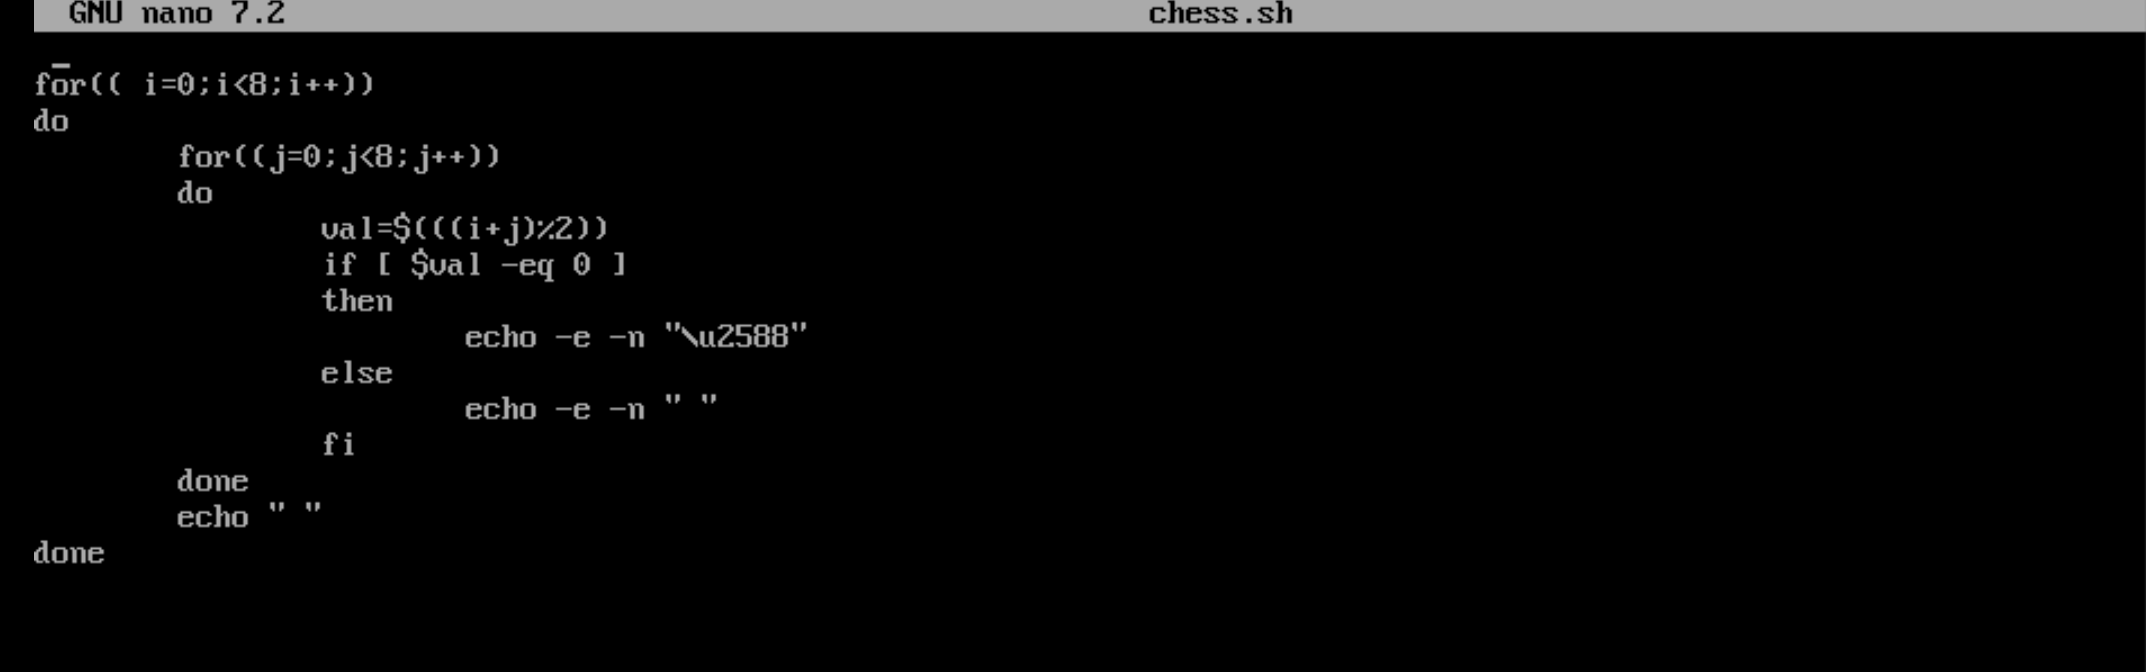 GNU nano 7.2 chess.sh
for(( i=0;i<8;i++))
do
for((j=0;j<8;j++))
do
val=$(((i+j)%2))
if [ $val -eq 0 ]
then
echo -e -n "\u2588"
else
echo -e -n " "
fi
done
echo " "
done